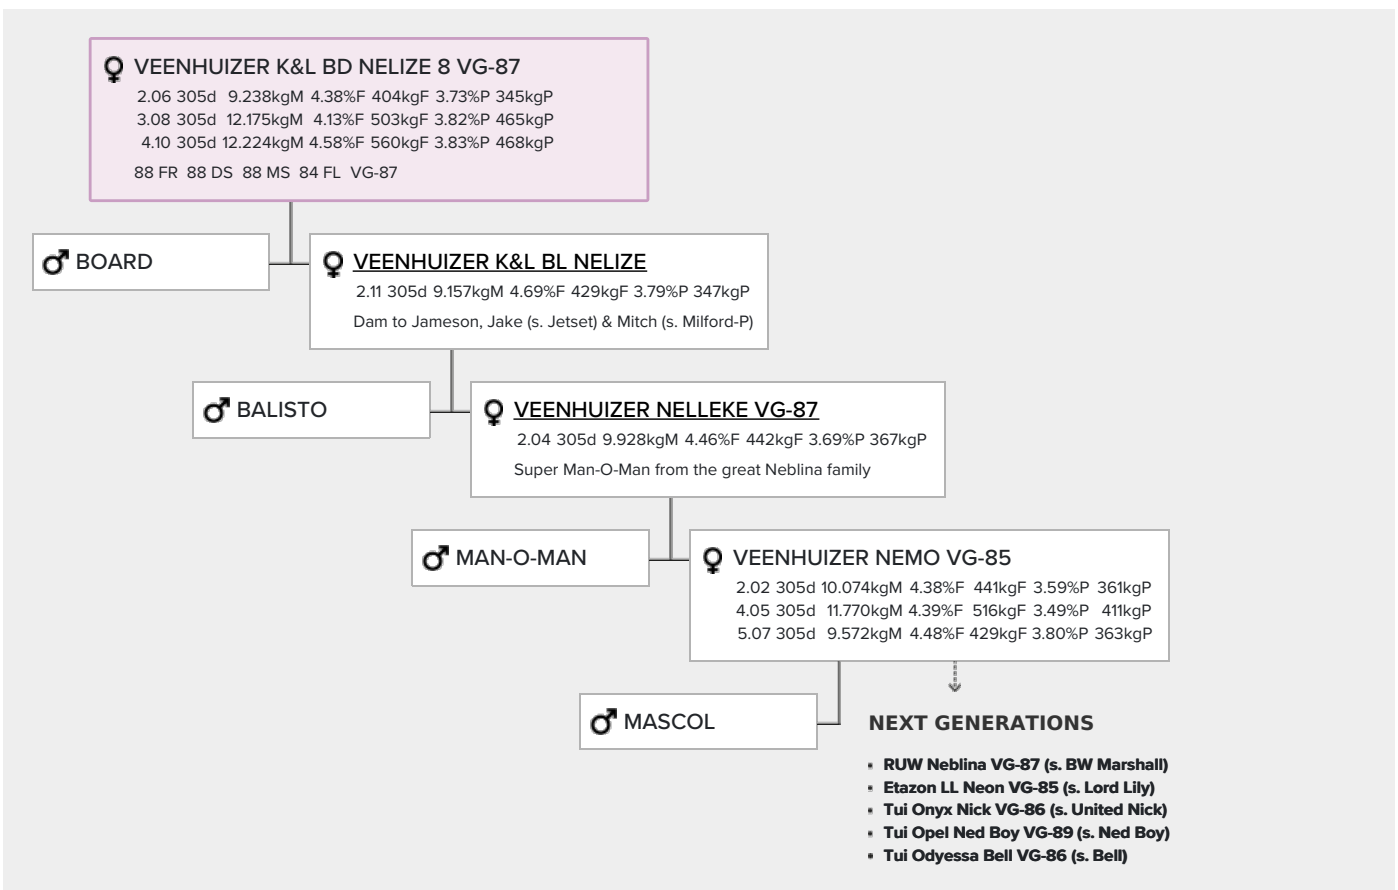 VEENHUIZER K&L BD NELIZE 8 VG-87
2.06 305d 9.238kgM 4.38%F 404kgF 3.73%P 345kgP
3.08 305d 12.175kgM 4.13%F 503kgF 3.82%P 465kgP
4.10 305d 12.224kgM 4.58%F 560kgF 3.83%P 468kgP
88 FR 88 DS 88 MS 84 FL VG-87
BOARD
VEENHUIZER K&L BL NELIZE
2.11 305d 9.157kgM 4.69%F 429kgF 3.79%P 347kgP
Dam to Jameson, Jake (s. Jetset) & Mitch (s. Milford-P)
BALISTO
VEENHUIZER NELLEKE VG-87
2.04 305d 9.928kgM 4.46%F 442kgF 3.69%P 367kgP
Super Man-O-Man from the great Neblina family
MAN-O-MAN
VEENHUIZER NEMO VG-85
2.02 305d 10.074kgM 4.38%F 441kgF 3.59%P 361kgP
4.05 305d 11.770kgM 4.39%F 516kgF 3.49%P 411kgP
5.07 305d 9.572kgM 4.48%F 429kgF 3.80%P 363kgP
MASCOL
NEXT GENERATIONS
RUW Neblina VG-87 (s. BW Marshall)
Etazon LL Neon VG-85 (s. Lord Lily)
Tui Onyx Nick VG-86 (s. United Nick)
Tui Opel Ned Boy VG-89 (s. Ned Boy)
Tui Odyessa Bell VG-86 (s. Bell)